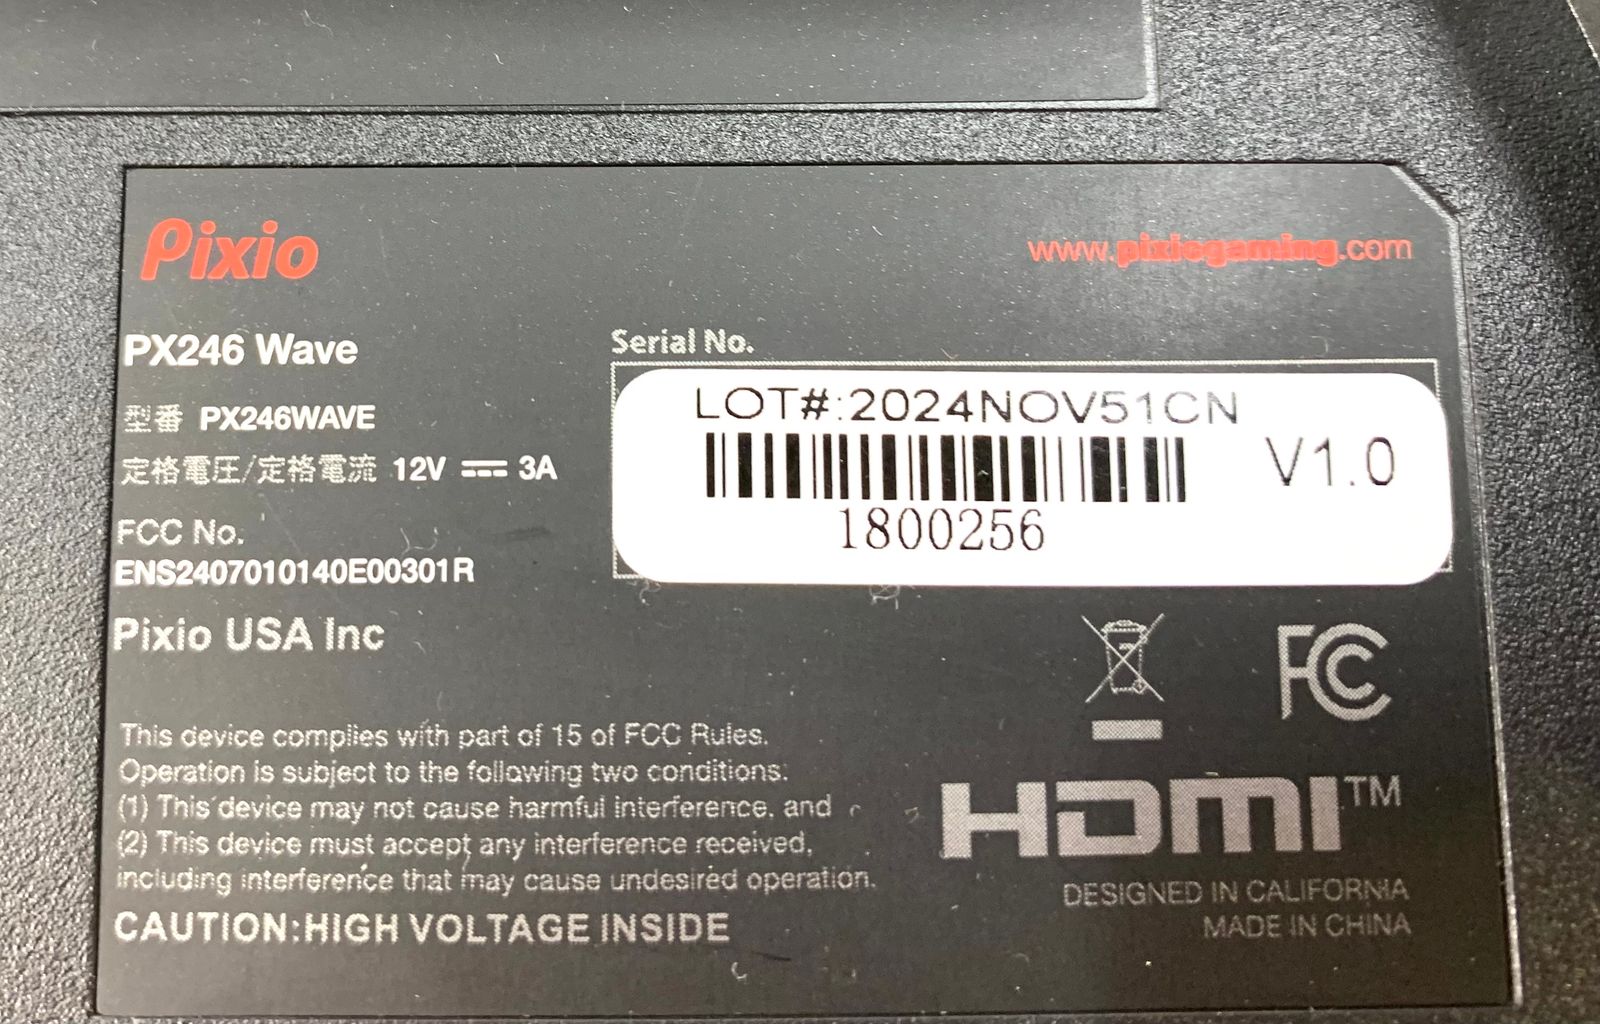 Pixio
www.pixiogaming.com
PX246 Wave
型番 PX246WAVE
定格電圧/定格電流 12V ⎓ 3A
FCC No.
ENS2407010140E00301R
Pixio USA Inc
Serial No.
LOT#:2024NOV51CN
V1.0
1800256
FC
This device complies with part of 15 of FCC Rules.
Operation is subject to the following two conditions:
(1) This device may not cause harmful interference, and
(2) This device must accept any interference received,
including interference that may cause undesired operation.
CAUTION:HIGH VOLTAGE INSIDE
HDMI™
DESIGNED IN CALIFORNIA
MADE IN CHINA